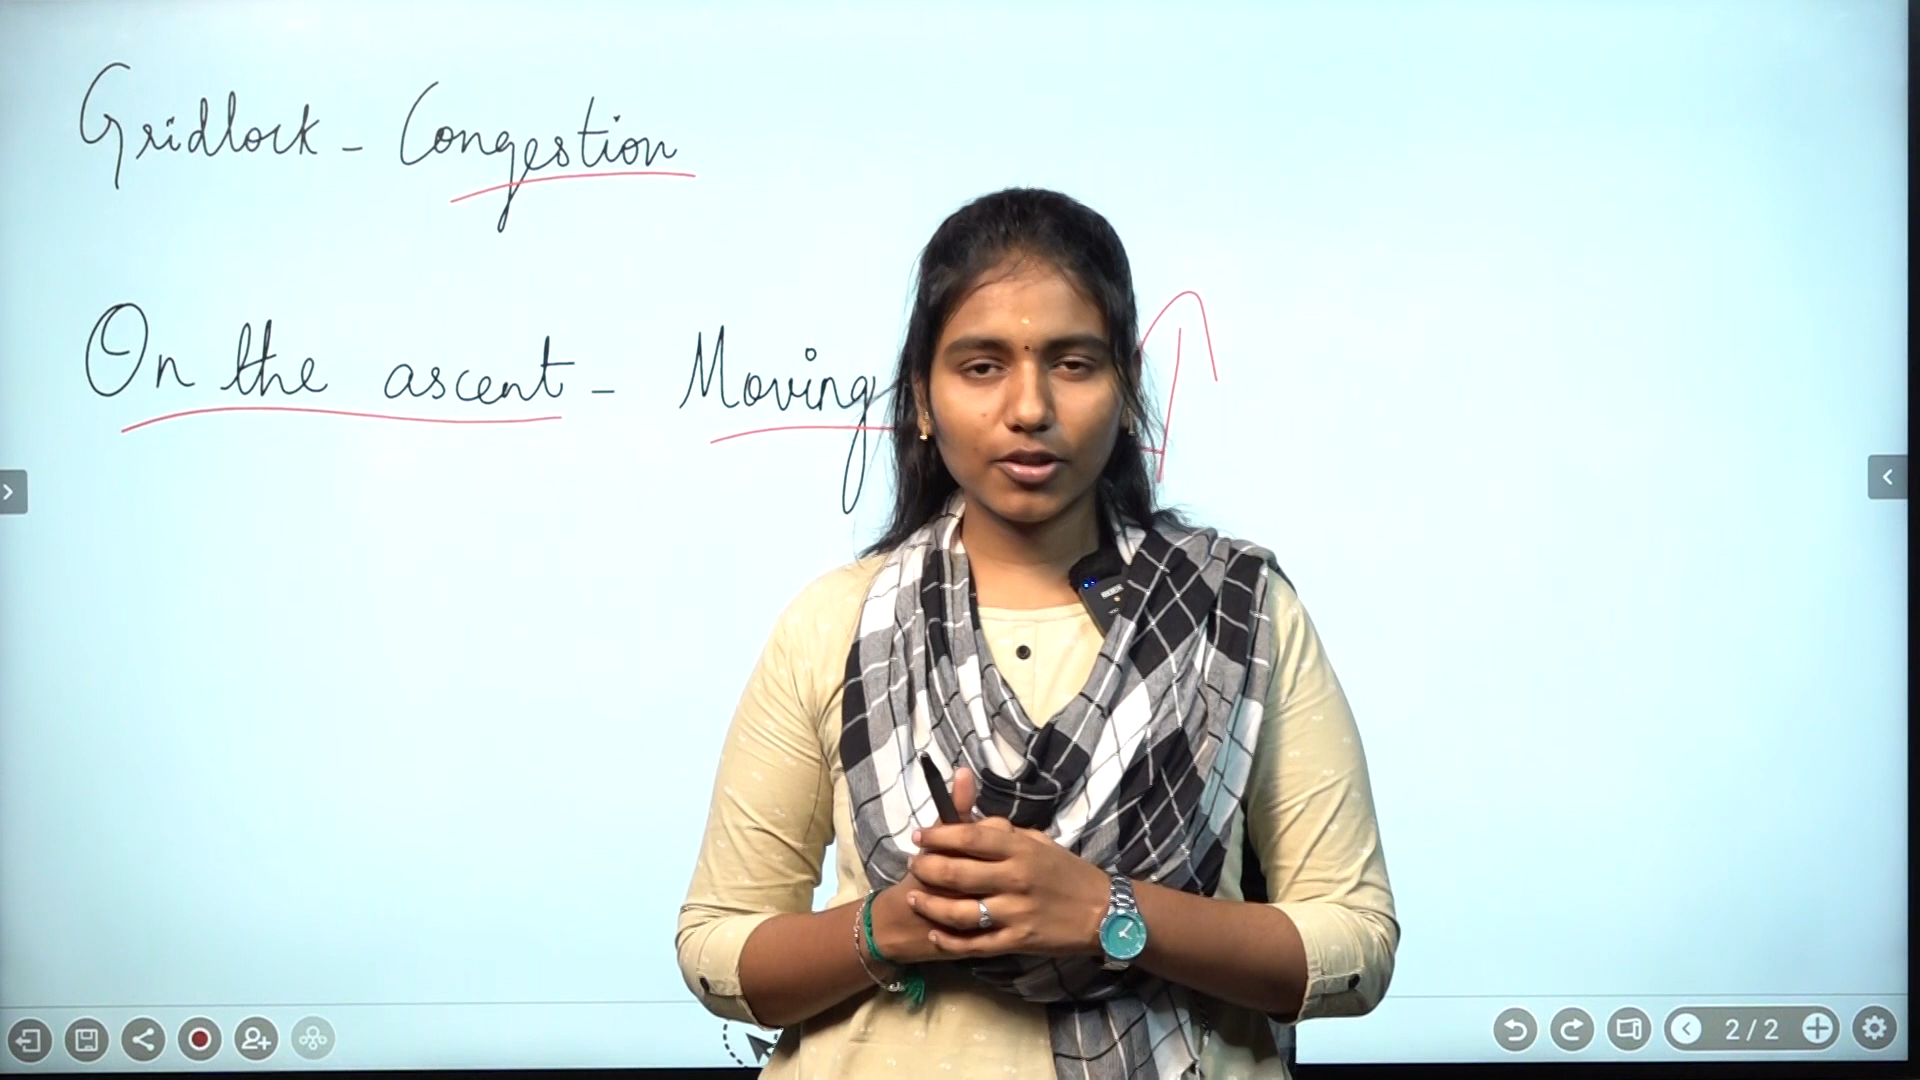 Gridlock - Congestion
On the ascent - Moving
2/2